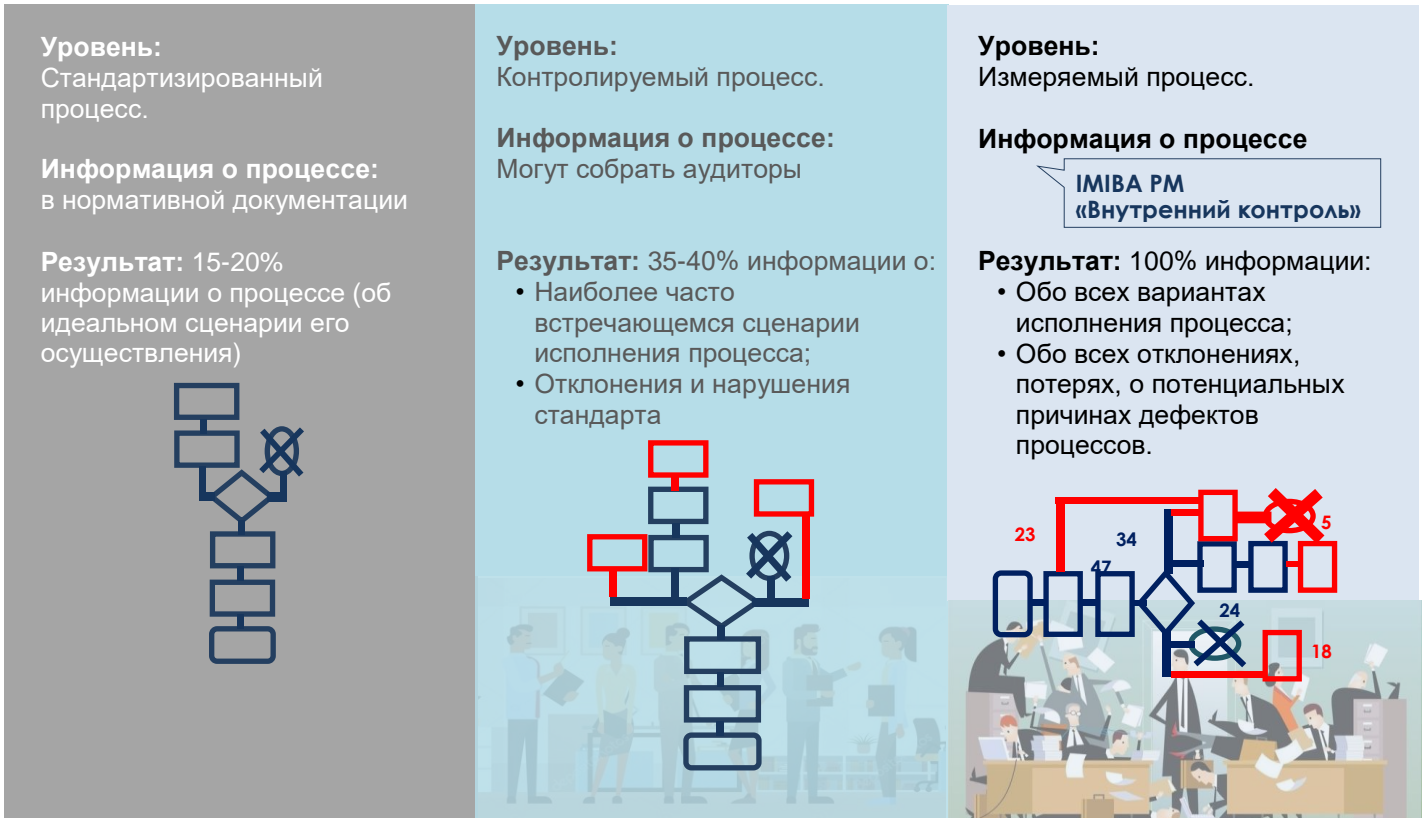 Уровень:
Стандартизированный
процесс.
Информация о процессе:
в нормативной документации
Результат: 15-20%
информации о процессе (об
идеальном сценарии его
осуществления)
Уровень:
Контролируемый процесс.
Информация о процессе:
Могут собрать аудиторы
Результат: 35-40% информации о:
• Наиболее часто
встречающемся сценарии
исполнения процесса;
• Отклонения и нарушения
стандарта
Уровень:
Измеряемый процесс.
Информация о процессе
IMIBA PM
«Внутренний контроль»
Результат: 100% информации:
• Обо всех вариантах
исполнения процесса;
• Обо всех отклонениях,
потерях, о потенциальных
причинах дефектов
процессов.
5
23
34
47
24
18